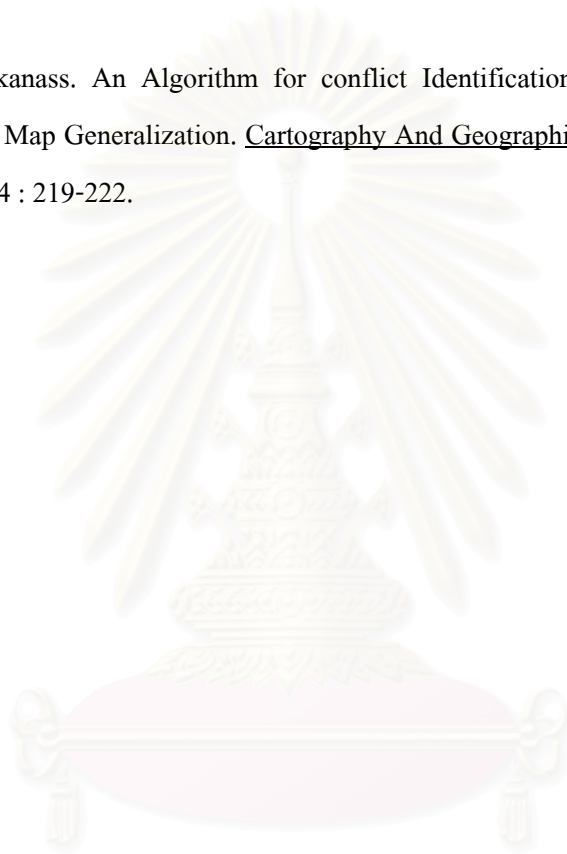 kanass. An Algorithm for conflict Identification
Map Generalization. Cartography And Geographi
4 : 219-222.